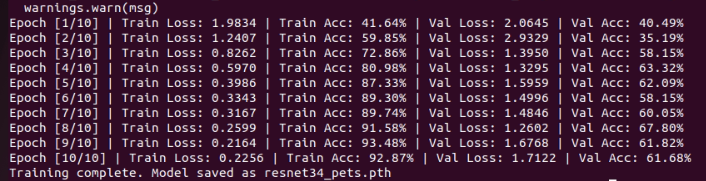 warnings.warn(msg)
Epoch [1/10] | Train Loss: 1.9834 | Train Acc: 41.64% | Val Loss: 2.0645 | Val Acc: 40.49%
Epoch [2/10] | Train Loss: 1.2407 | Train Acc: 59.85% | Val Loss: 2.9329 | Val Acc: 35.19%
Epoch [3/10] | Train Loss: 0.8262 | Train Acc: 72.86% | Val Loss: 1.3950 | Val Acc: 58.15%
Epoch [4/10] | Train Loss: 0.5970 | Train Acc: 80.98% | Val Loss: 1.3295 | Val Acc: 63.32%
Epoch [5/10] | Train Loss: 0.3986 | Train Acc: 87.33% | Val Loss: 1.5959 | Val Acc: 62.09%
Epoch [6/10] | Train Loss: 0.3343 | Train Acc: 89.30% | Val Loss: 1.4996 | Val Acc: 58.15%
Epoch [7/10] | Train Loss: 0.3167 | Train Acc: 89.74% | Val Loss: 1.4846 | Val Acc: 60.05%
Epoch [8/10] | Train Loss: 0.2599 | Train Acc: 91.58% | Val Loss: 1.2602 | Val Acc: 67.80%
Epoch [9/10] | Train Loss: 0.2164 | Train Acc: 93.48% | Val Loss: 1.6768 | Val Acc: 61.82%
Epoch [10/10] | Train Loss: 0.2256 | Train Acc: 92.87% | Val Loss: 1.7122 | Val Acc: 61.68%
Training complete. Model saved as resnet34_pets.pth